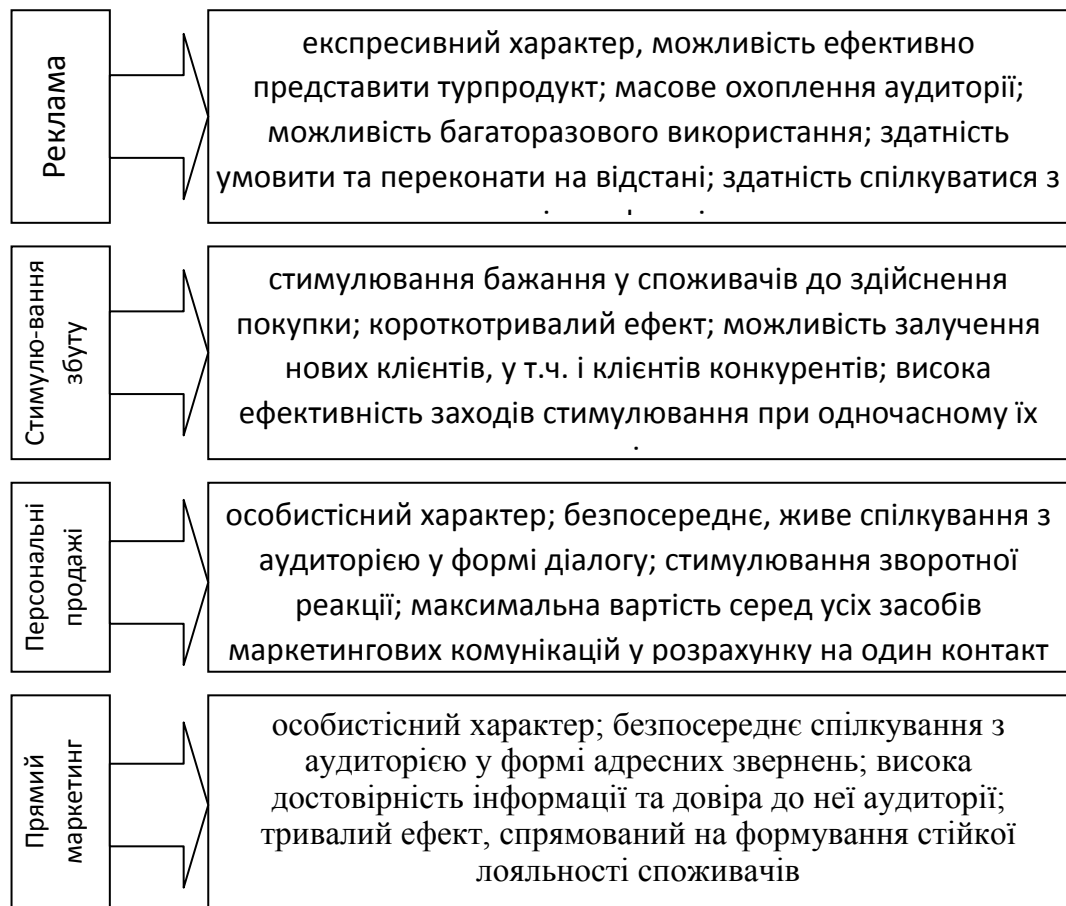 Реклама
експресивний характер, можливість ефективно
представити турпродукт; масове охоплення аудиторії;
можливість багаторазового використання; здатність
умовити та переконати на відстані; здатність спілкуватися з
Стимулю-вання
збуту
стимулювання бажання у споживачів до здійснення
покупки; короткотривалий ефект; можливість залучення
нових клієнтів, у т.ч. і клієнтів конкурентів; висока
ефективність заходів стимулювання при одночасному їх
Персональні
продажі
особистісний характер; безпосереднє, живе спілкування з
аудиторією у формі діалогу; стимулювання зворотної
реакції; максимальна вартість серед усіх засобів
маркетингових комунікацій у розрахунку на один контакт
Прямий
маркетинг
особистісний характер; безпосереднє спілкування з
аудиторією у формі адресних звернень; висока
достовірність інформації та довіра до неї аудиторії;
тривалий ефект, спрямований на формування стійкої
лояльності споживачів